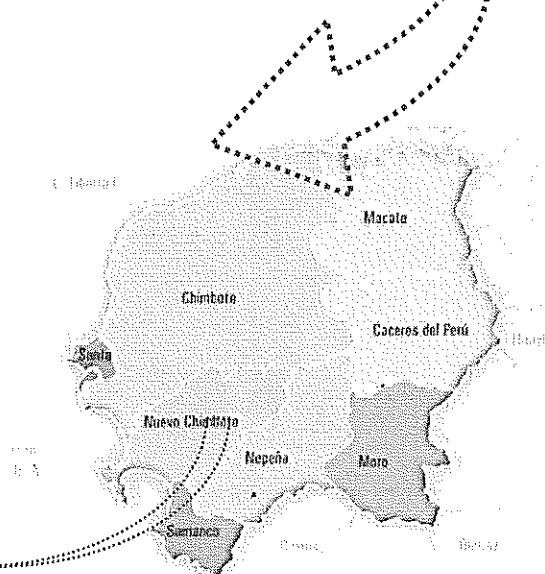 Macate
Chimbote
Caceres del Perú
Santa
Nuevo Chimbote
Nepeña
Moro
Samanco